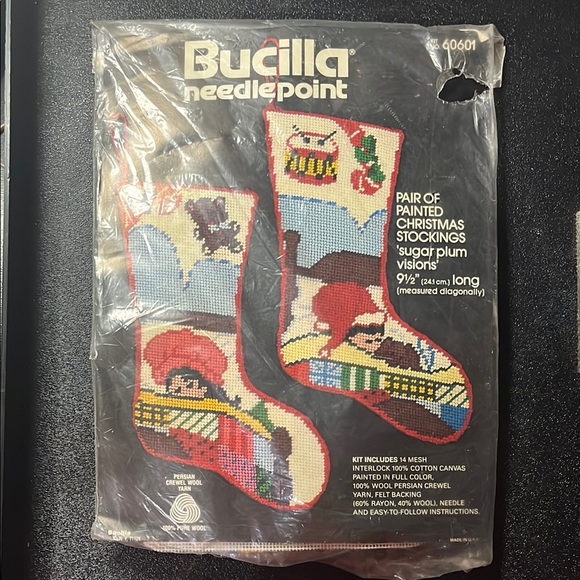 Bucilla®
needlepoint
60601
PAIR OF
PAINTED
CHRISTMAS
STOCKINGS
'sugar plum
visions'
9½" (24.1 cm.) long
(measured diagonally)
KIT INCLUDES 14 MESH
INTERLOCK 100% COTTON CANVAS
PAINTED IN FULL COLOR,
100% WOOL PERSIAN CREWEL
YARN, FELT BACKING
(60% RAYON, 40% WOOL), NEEDLE
AND EASY-TO-FOLLOW INSTRUCTIONS.
PERSIAN
CREWEL WOOL
YARN
100% PURE WOOL
MADE IN